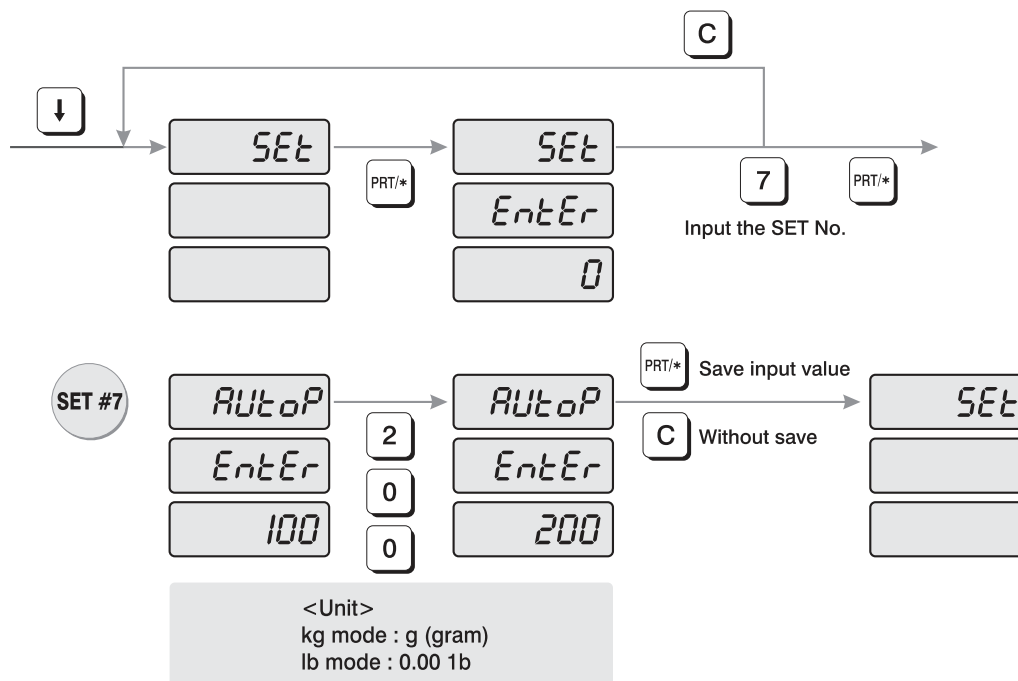 C
↓
SEt
PRT/*
SEt
EntEr
0
7
PRT/*
Input the SET No.
SET #7
AUtoP
EntEr
100
2
0
0
AUtoP
EntEr
200
PRT/* Save input value
C Without save
SEt
<Unit>
kg mode : g (gram)
lb mode : 0.00 1b